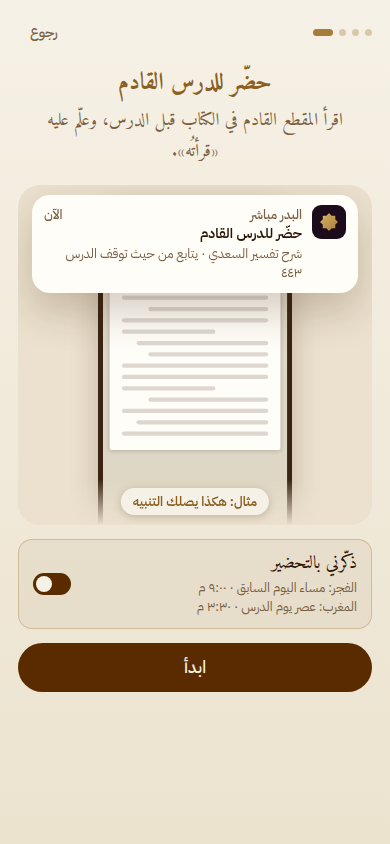 رجوع
حضّر للدرس القادم
اقرأ المقطع القادم في الكتاب قبل الدرس، وعلّم عليه
«قرأتُه».
البدر مباشر
الآن
حضّر للدرس القادم
شرح تفسير السعدي · يتابع من حيث توقف الدرس
٤٤٣
مثال: هكذا يصلك التنبيه
ذكّرني بالتحضير
الفجر: مساء اليوم السابق · ٩:٠٠ م
المغرب: عصر يوم الدرس · ٣:٣٠ م
ابدأ